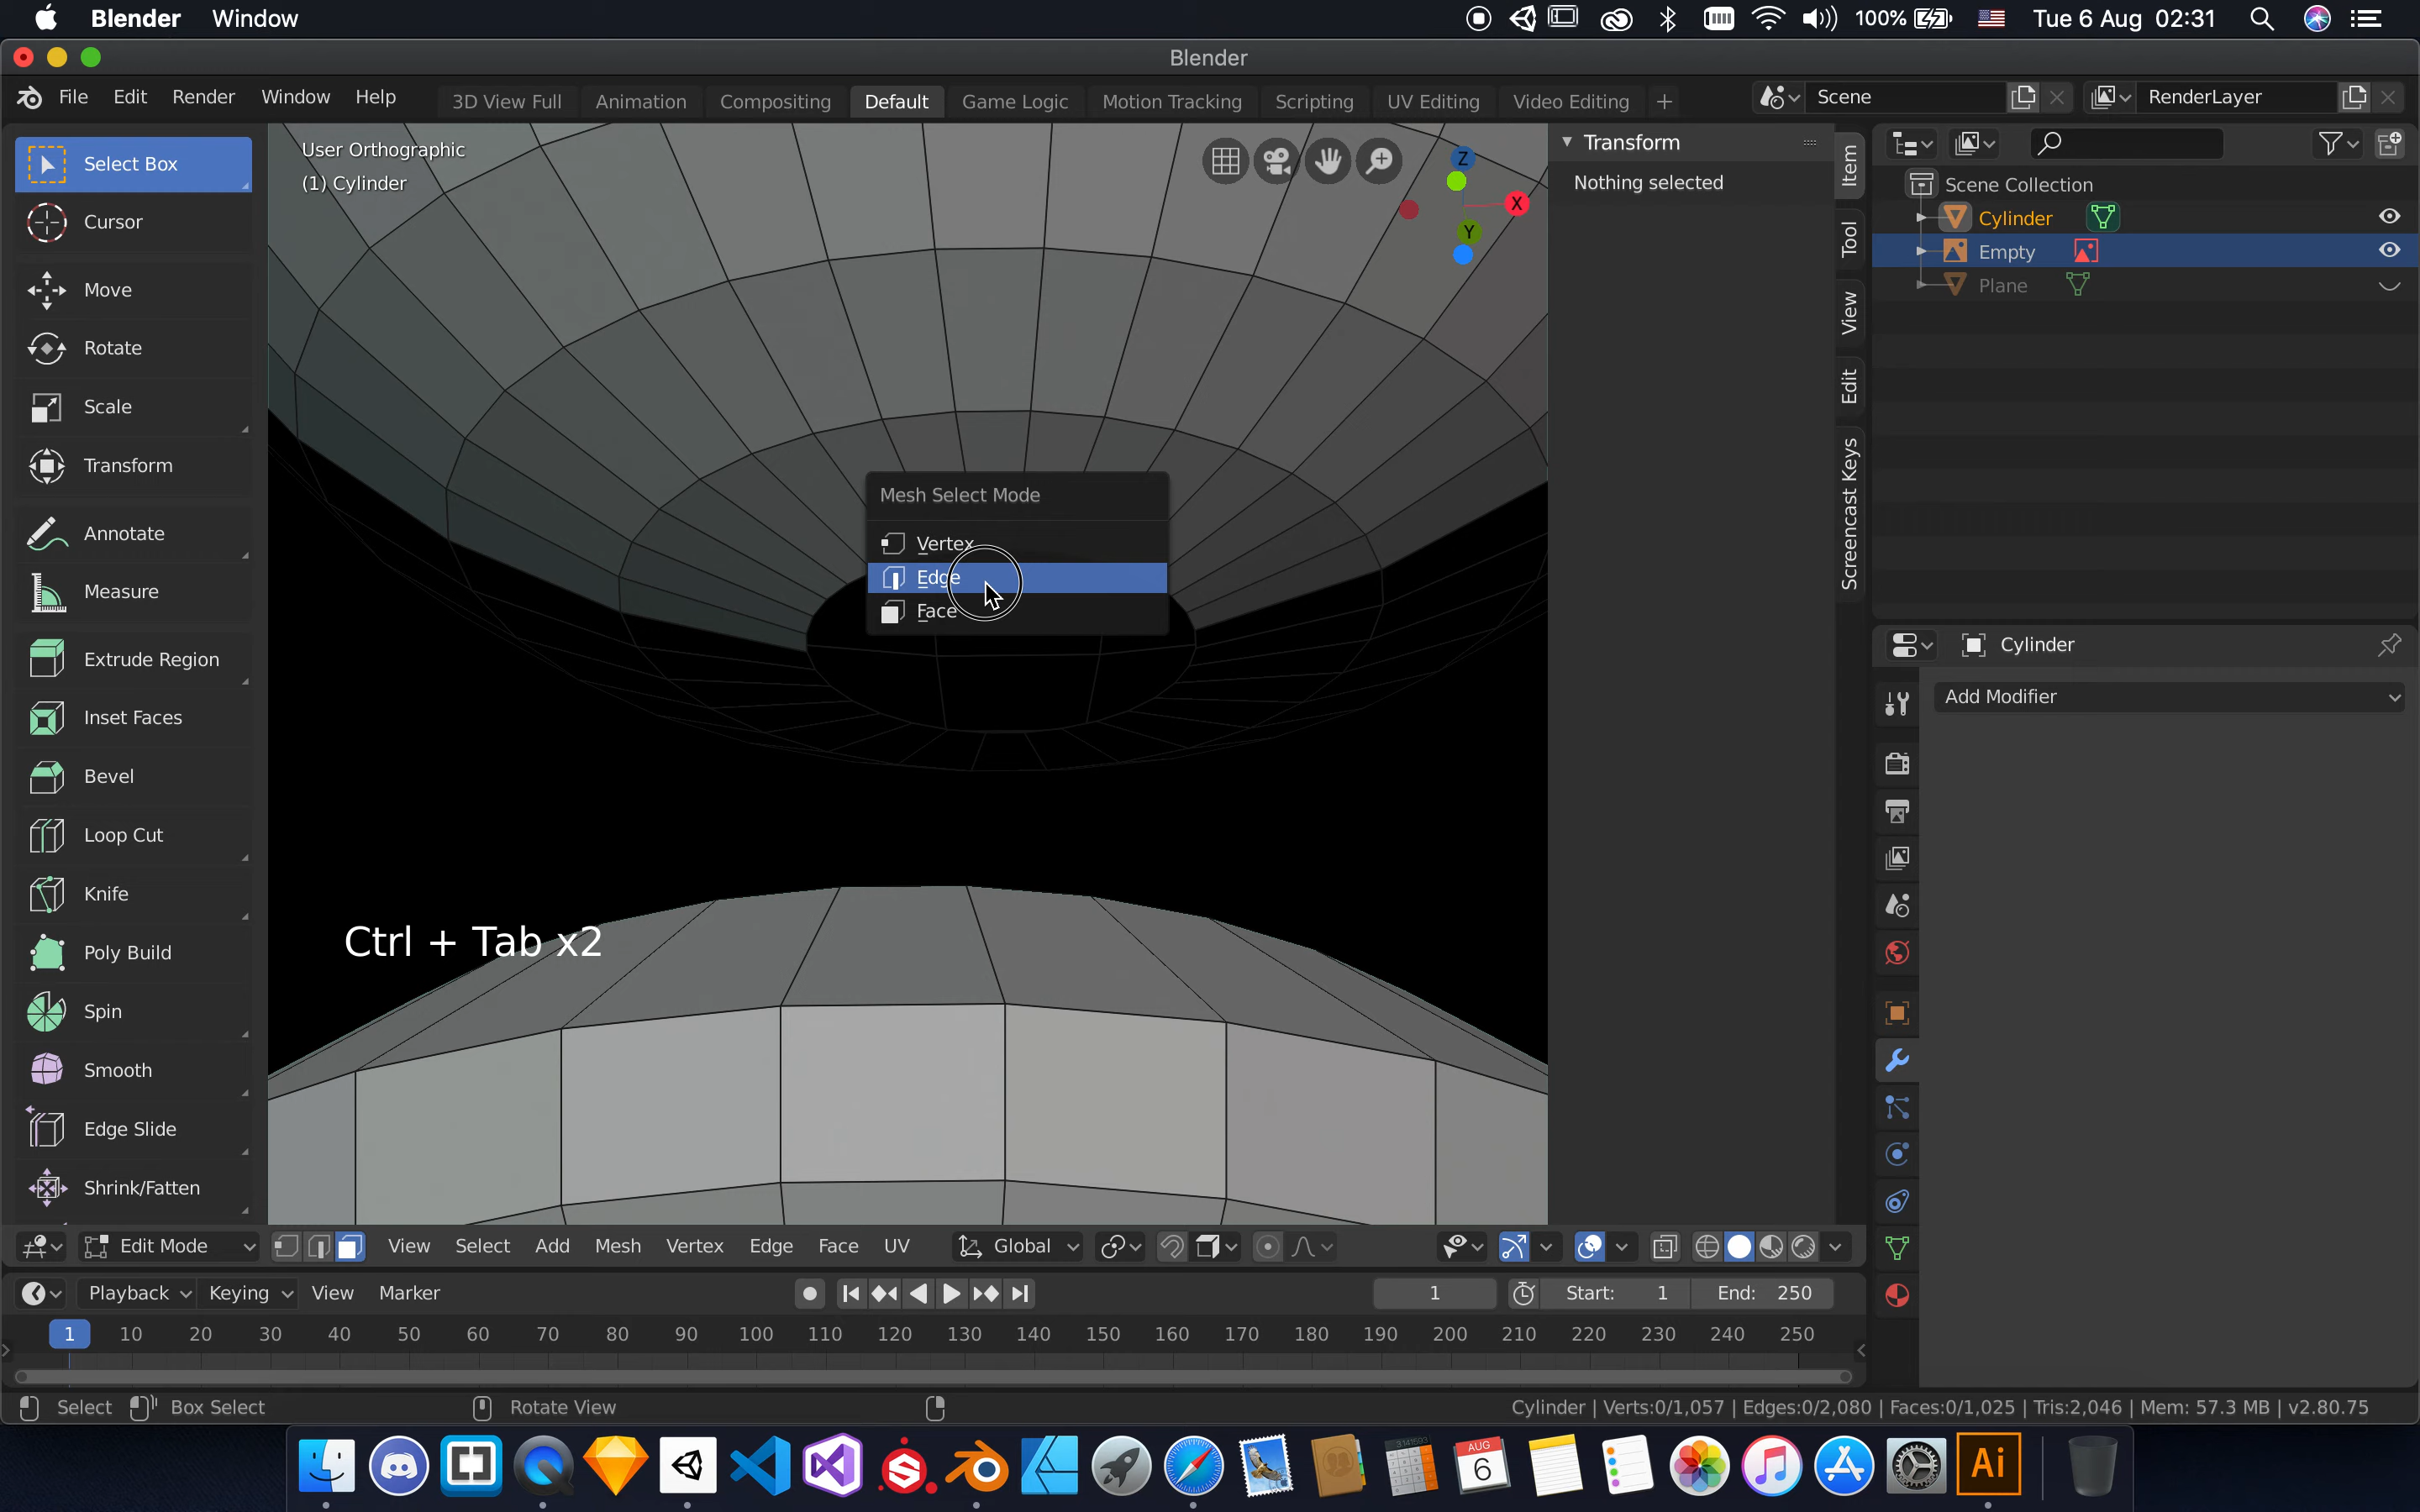 Blender Window 100% Tue 6 Aug 02:31
Blender
File Edit Render Window Help 3D View Full Animation Compositing Default Game Logic Motion Tracking Scripting UV Editing Video Editing + Scene RenderLayer
Select Box
Cursor
Move
Rotate
Scale
Transform
Annotate
Measure
Extrude Region
Inset Faces
Bevel
Loop Cut
Knife
Poly Build
Spin
Smooth
Edge Slide
Shrink/Fatten
User Orthographic
(1) Cylinder
Z
X
Y
Mesh Select Mode
Vertex
Edge
Face
Ctrl + Tab x2
Transform
Nothing selected
Item
Tool
View
Edit
Screencast Keys
Scene Collection
Cylinder
Empty
Plane
Cylinder
Add Modifier
Edit Mode View Select Add Mesh Vertex Edge Face UV Global
Playback Keying View Marker 1 Start: 1 End: 250
1 10 20 30 40 50 60 70 80 90 100 110 120 130 140 150 160 170 180 190 200 210 220 230 240 250
Select Box Select Rotate View Cylinder | Verts:0/1,057 | Edges:0/2,080 | Faces:0/1,025 | Tris:2,046 | Mem: 57.3 MB | v2.80.75
AUG
6
Ai